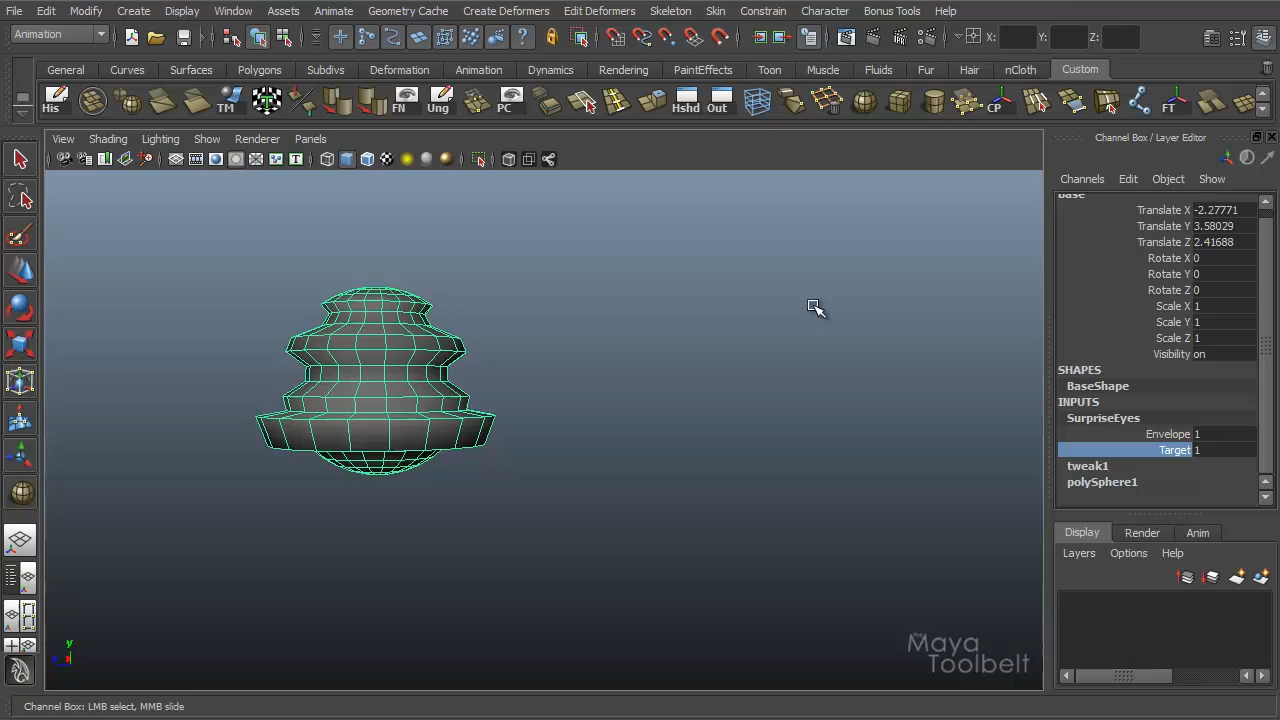 File Edit Modify Create Display Window Assets Animate Geometry Cache Create Deformers Edit Deformers Skeleton Skin Constrain Character Bonus Tools Help
Animation X: Y: Z:
General Curves Surfaces Polygons Subdivs Deformation Animation Dynamics Rendering PaintEffects Toon Muscle Fluids Fur Hair nCloth Custom
His TM FN Ung PC Hshd Out CP FT
View Shading Lighting Show Renderer Panels
Channel Box / Layer Editor
Channels Edit Object Show
Base
Translate X -2.27771
Translate Y 3.58029
Translate Z 2.41688
Rotate X 0
Rotate Y 0
Rotate Z 0
Scale X 1
Scale Y 1
Scale Z 1
Visibility on
SHAPES
BaseShape
INPUTS
SurpriseEyes
Envelope 1
Target 1
tweak1
polySphere1
Display Render Anim
Layers Options Help
y
x
The Maya
Toolbelt
Channel Box: LMB select, MMB slide